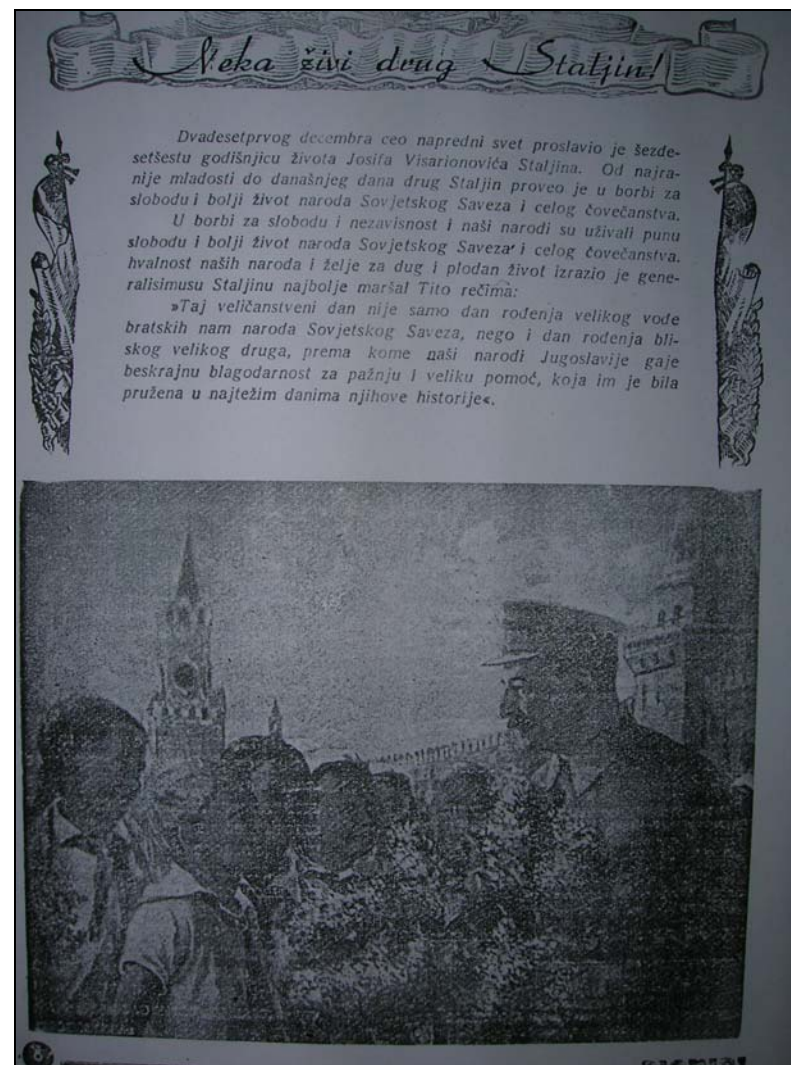 Neka živi drug Staljin!
Dvadesetprvog decembra ceo napredni svet proslavio je šezde-
setšestu godišnjicu života Josifa Visarionovića Staljina. Od najra-
nije mladosti do današnjeg dana drug Staljin proveo je u borbi za
slobodu i bolji život naroda Sovjetskog Saveza i celog čovečanstva.
U borbi za slobodu i nezavisnost i naši narodi su uživali punu
slobodu i bolji život naroda Sovjetskog Saveza i celog čovečanstva.
hvalnost naših naroda i želje za dug i plodan život izrazio je gene-
ralisimusu Staljinu najbolje maršal Tito rečima:
»Taj veličanstveni dan nije samo dan rođenja velikog vođe
bratskih nam naroda Sovjetskog Saveza, nego i dan rođenja bli-
skog velikog druga, prema kome naši narodi Jugoslavije gaje
beskrajnu blagodarnost za pažnju i veliku pomoć, koja im je bila
pružena u najtežim danima njihove historije«.